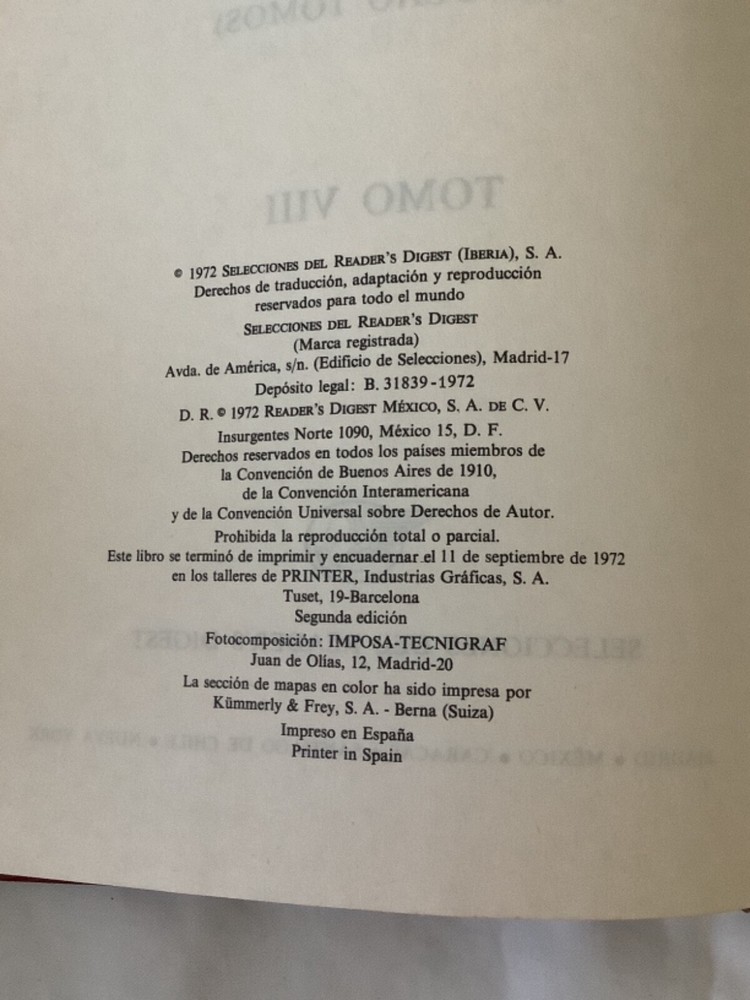 TOMOS)
TOMO VIII
© 1972 SELECCIONES DEL READER'S DIGEST (IBERIA), S. A.
Derechos de traducción, adaptación y reproducción
reservados para todo el mundo
SELECCIONES DEL READER'S DIGEST
(Marca registrada)
Avda. de América, s/n. (Edificio de Selecciones), Madrid-17
Depósito legal: B. 31839-1972
D. R. © 1972 READER'S DIGEST MÉXICO, S. A. DE C. V.
Insurgentes Norte 1090, México 15, D. F.
Derechos reservados en todos los países miembros de
la Convención de Buenos Aires de 1910,
de la Convención Interamericana
y de la Convención Universal sobre Derechos de Autor.
Prohibida la reproducción total o parcial.
Este libro se terminó de imprimir y encuadernar el 11 de septiembre de 1972
en los talleres de PRINTER, Industrias Gráficas, S. A.
Tuset, 19-Barcelona
Segunda edición
Fotocomposición: IMPOSA-TECNIGRAF
Juan de Olías, 12, Madrid-20
La sección de mapas en color ha sido impresa por
Kümmerly & Frey, S. A. - Berna (Suiza)
Impreso en España
Printer in Spain